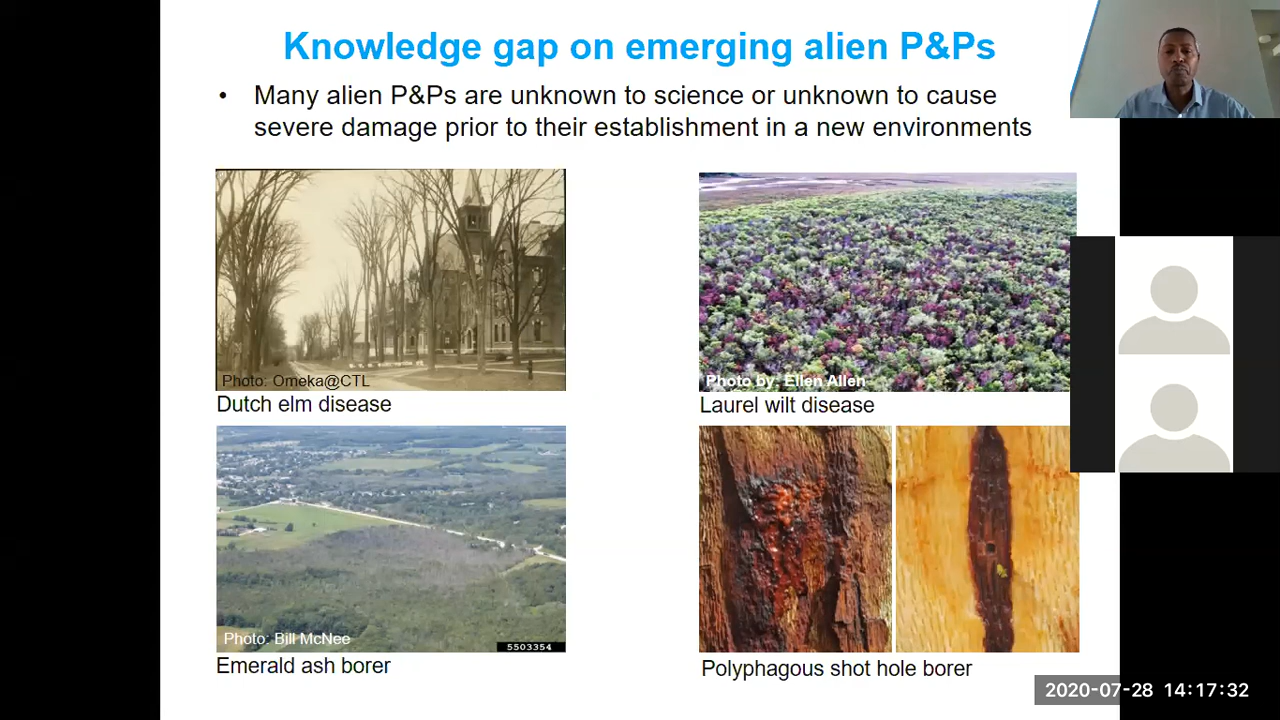 Knowledge gap on emerging alien P&Ps
• Many alien P&Ps are unknown to science or unknown to cause
severe damage prior to their establishment in a new environments
Photo: Omeka@CTL
Dutch elm disease
Photo by: Ellen Allen
Laurel wilt disease
Photo: Bill McNee
5503354
Emerald ash borer
Polyphagous shot hole borer
2020-07-28 14:17:32